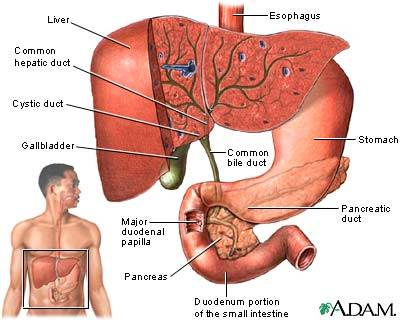 Esophagus
Liver
Common
hepatic duct
Cystic duct
Gallbladder
Common
bile duct
Stomach
Major
duodenal
papilla
Pancreatic
duct
Pancreas
Duodenum portion
of the small intestine
ADAM.